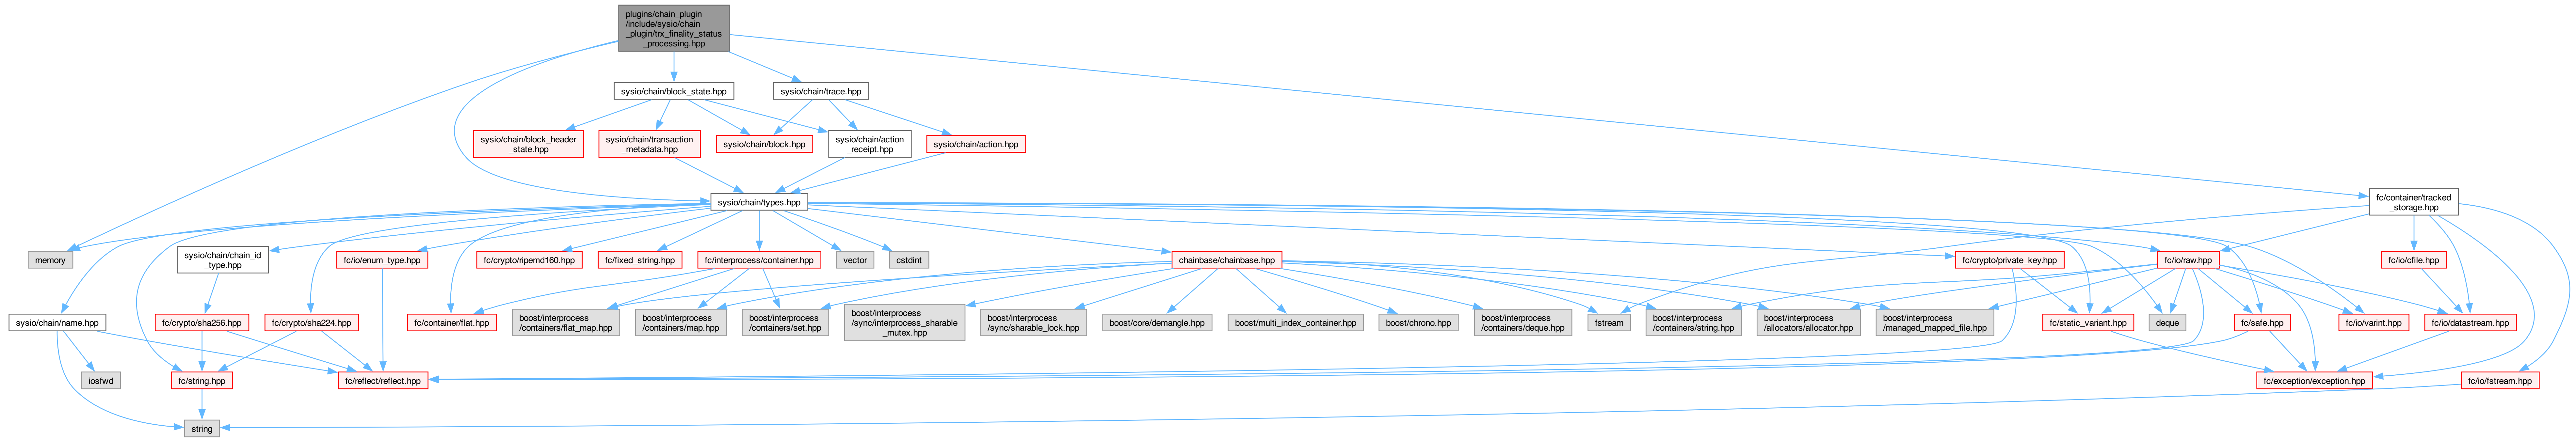 plugins/chain_plugin
/include/sysio/chain
_plugin/trx_finality_status
_processing.hpp
sysio/chain/block_state.hpp
sysio/chain/trace.hpp
sysio/chain/block_header
_state.hpp
sysio/chain/transaction
_metadata.hpp
sysio/chain/block.hpp
sysio/chain/action
_receipt.hpp
sysio/chain/action.hpp
sysio/chain/types.hpp
fc/container/tracked
_storage.hpp
memory
sysio/chain/chain_id
_type.hpp
fc/io/enum_type.hpp
fc/crypto/ripemd160.hpp
fc/fixed_string.hpp
fc/interprocess/container.hpp
vector
cstdint
chainbase/chainbase.hpp
fc/crypto/private_key.hpp
fc/io/raw.hpp
fc/io/cfile.hpp
sysio/chain/name.hpp
fc/crypto/sha256.hpp
fc/crypto/sha224.hpp
fc/container/flat.hpp
boost/interprocess
/containers/flat_map.hpp
boost/interprocess
/containers/map.hpp
boost/interprocess
/containers/set.hpp
boost/interprocess
/sync/interprocess_sharable
_mutex.hpp
boost/interprocess
/sync/sharable_lock.hpp
boost/core/demangle.hpp
boost/multi_index_container.hpp
boost/chrono.hpp
boost/interprocess
/containers/deque.hpp
fstream
boost/interprocess
/containers/string.hpp
boost/interprocess
/allocators/allocator.hpp
boost/interprocess
/managed_mapped_file.hpp
fc/static_variant.hpp
deque
fc/safe.hpp
fc/io/varint.hpp
fc/io/datastream.hpp
iosfwd
fc/string.hpp
fc/reflect/reflect.hpp
fc/exception/exception.hpp
fc/io/fstream.hpp
string